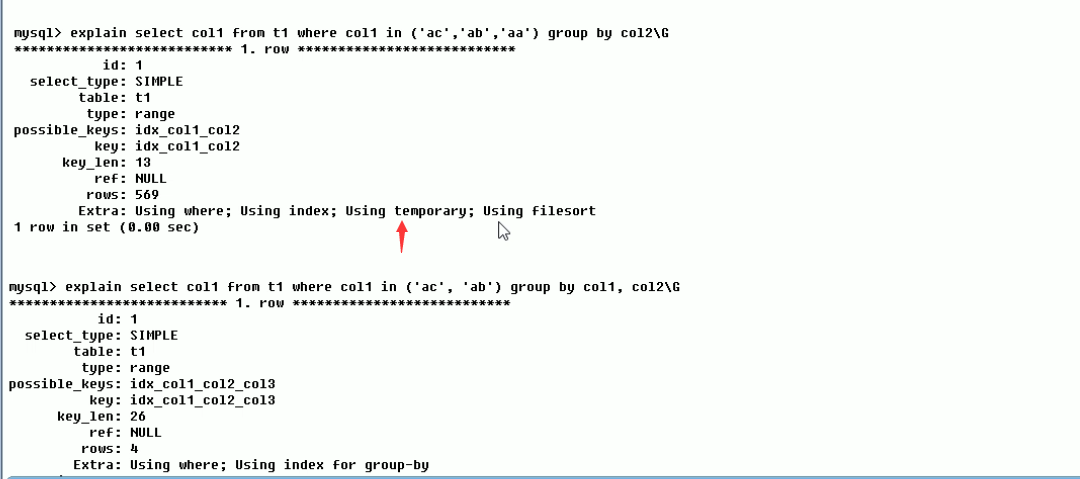 mysql> explain select col1 from t1 where col1 in ('ac','ab','aa') group by col2\G
*************************** 1. row ***************************
id: 1
select_type: SIMPLE
table: t1
type: range
possible_keys: idx_col1_col2
key: idx_col1_col2
key_len: 13
ref: NULL
rows: 569
Extra: Using where; Using index; Using temporary; Using filesort
1 row in set (0.00 sec)
mysql> explain select col1 from t1 where col1 in ('ac', 'ab') group by col1, col2\G
*************************** 1. row ***************************
id: 1
select_type: SIMPLE
table: t1
type: range
possible_keys: idx_col1_col2_col3
key: idx_col1_col2_col3
key_len: 26
ref: NULL
rows: 4
Extra: Using where; Using index for group-by